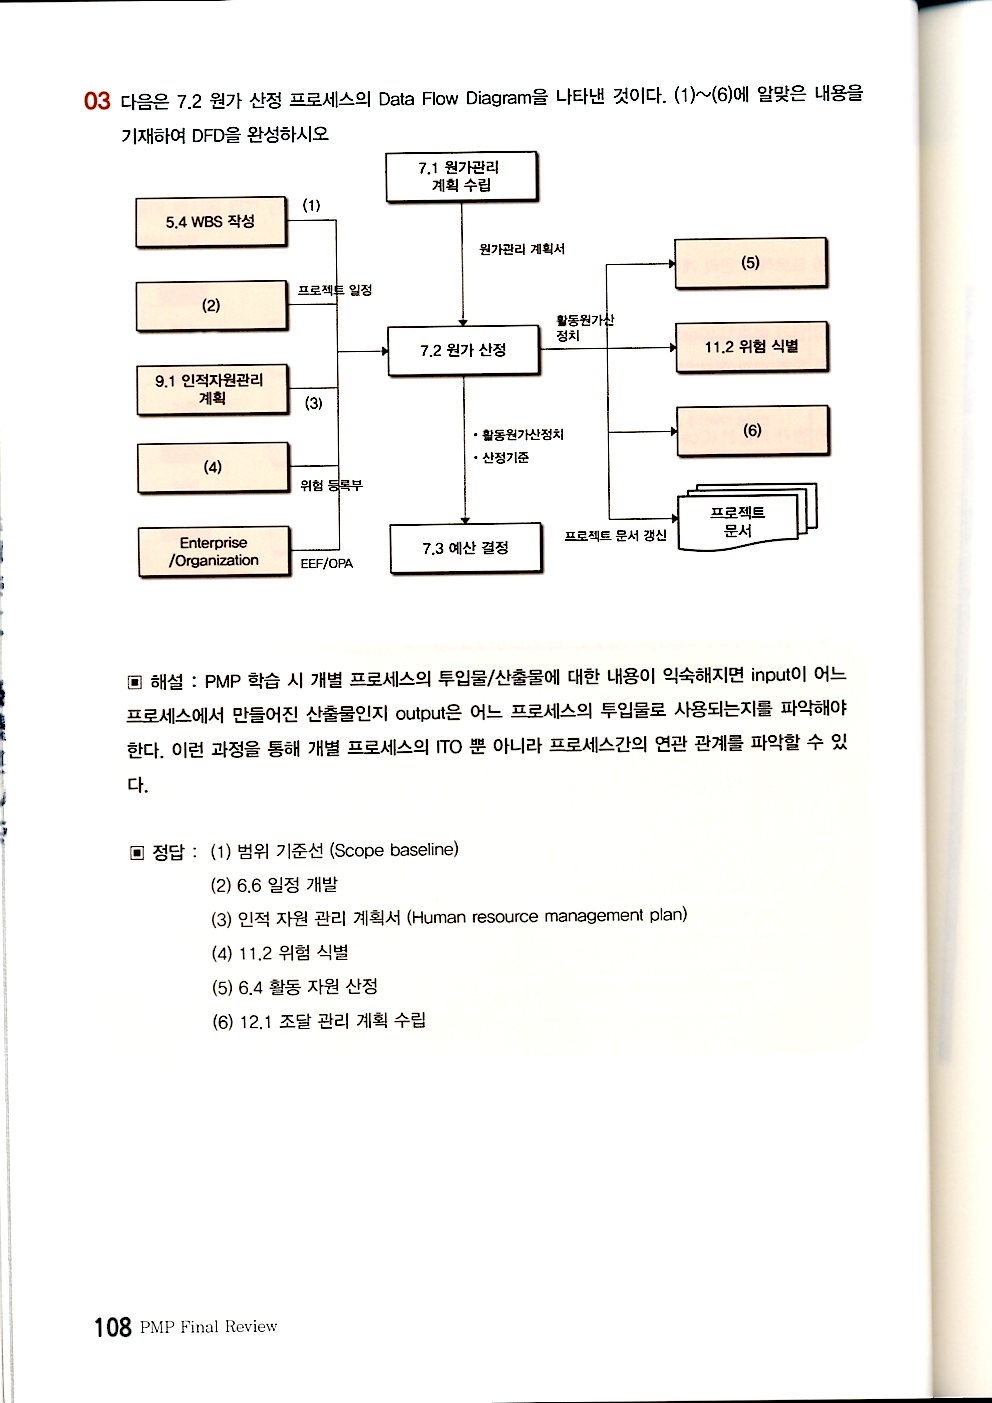 03 다음은 7.2 원가 산정 프로세스의 Data Flow Diagram을 나타낸 것이다. (1)~(6)에 알맞은 내용을
기재하여 DFD을 완성하시오
7.1 원가관리
계획 수립
5.4 WBS 작성
(1)
원가관리 계획서
(5)
(2)
프로젝트 일정
7.2 원가 산정
활동원가산
정치
11.2 위험 식별
9.1 인적자원관리
계획
(3)
• 활동원가산정치
• 산정기준
(6)
(4)
위험 등록부
Enterprise
/Organization
EEF/OPA
7.3 예산 결정
프로젝트 문서 갱신
프로젝트
문서
▣ 해설 : PMP 학습 시 개별 프로세스의 투입물/산출물에 대한 내용이 익숙해지면 input이 어느
프로세스에서 만들어진 산출물인지 output은 어느 프로세스의 투입물로 사용되는지를 파악해야
한다. 이런 과정을 통해 개별 프로세스의 ITO 뿐 아니라 프로세스간의 연관 관계를 파악할 수 있
다.
▣ 정답 : (1) 범위 기준선 (Scope baseline)
(2) 6.6 일정 개발
(3) 인적 자원 관리 계획서 (Human resource management plan)
(4) 11.2 위험 식별
(5) 6.4 활동 자원 산정
(6) 12.1 조달 관리 계획 수립
108 PMP Final Review